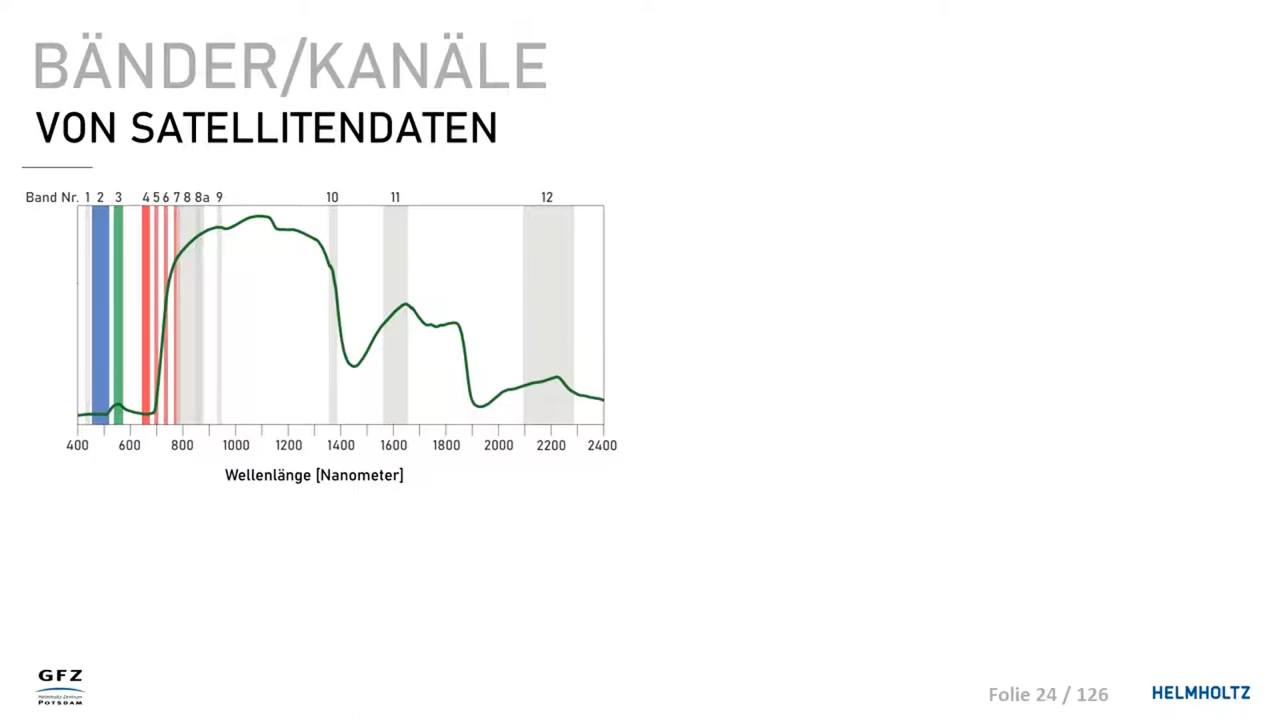 BÄNDER/KANÄLE
VON SATELLITENDATEN
Band Nr. 1 2 3 4 5 6 7 8 8a 9 10 11 12
400 600 800 1000 1200 1400 1600 1800 2000 2200 2400
Wellenlänge [Nanometer]
GFZ
Helmholtz-Zentrum
POTSDAM
Folie 24 / 126
HELMHOLTZ